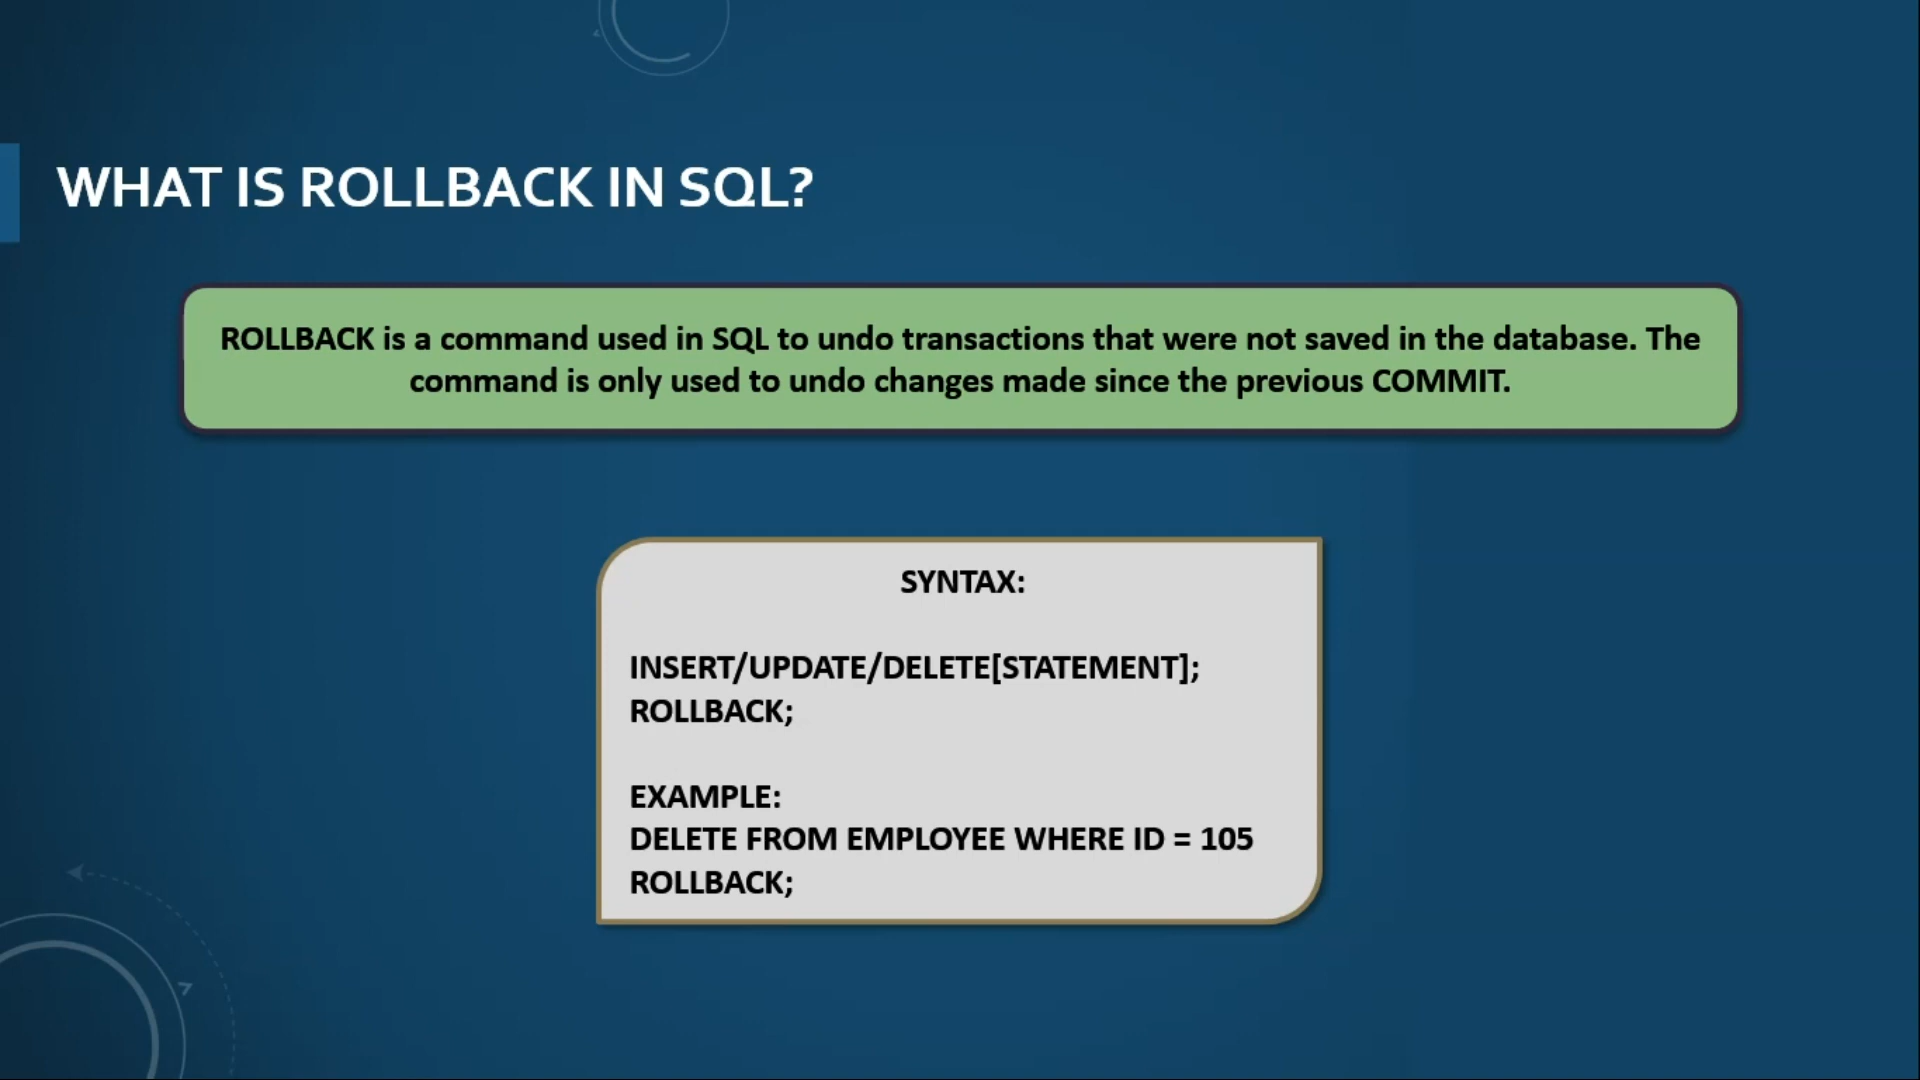 WHAT IS ROLLBACK IN SQL?
ROLLBACK is a command used in SQL to undo transactions that were not saved in the database. The
command is only used to undo changes made since the previous COMMIT.
SYNTAX:
INSERT/UPDATE/DELETE[STATEMENT];
ROLLBACK;
EXAMPLE:
DELETE FROM EMPLOYEE WHERE ID = 105
ROLLBACK;